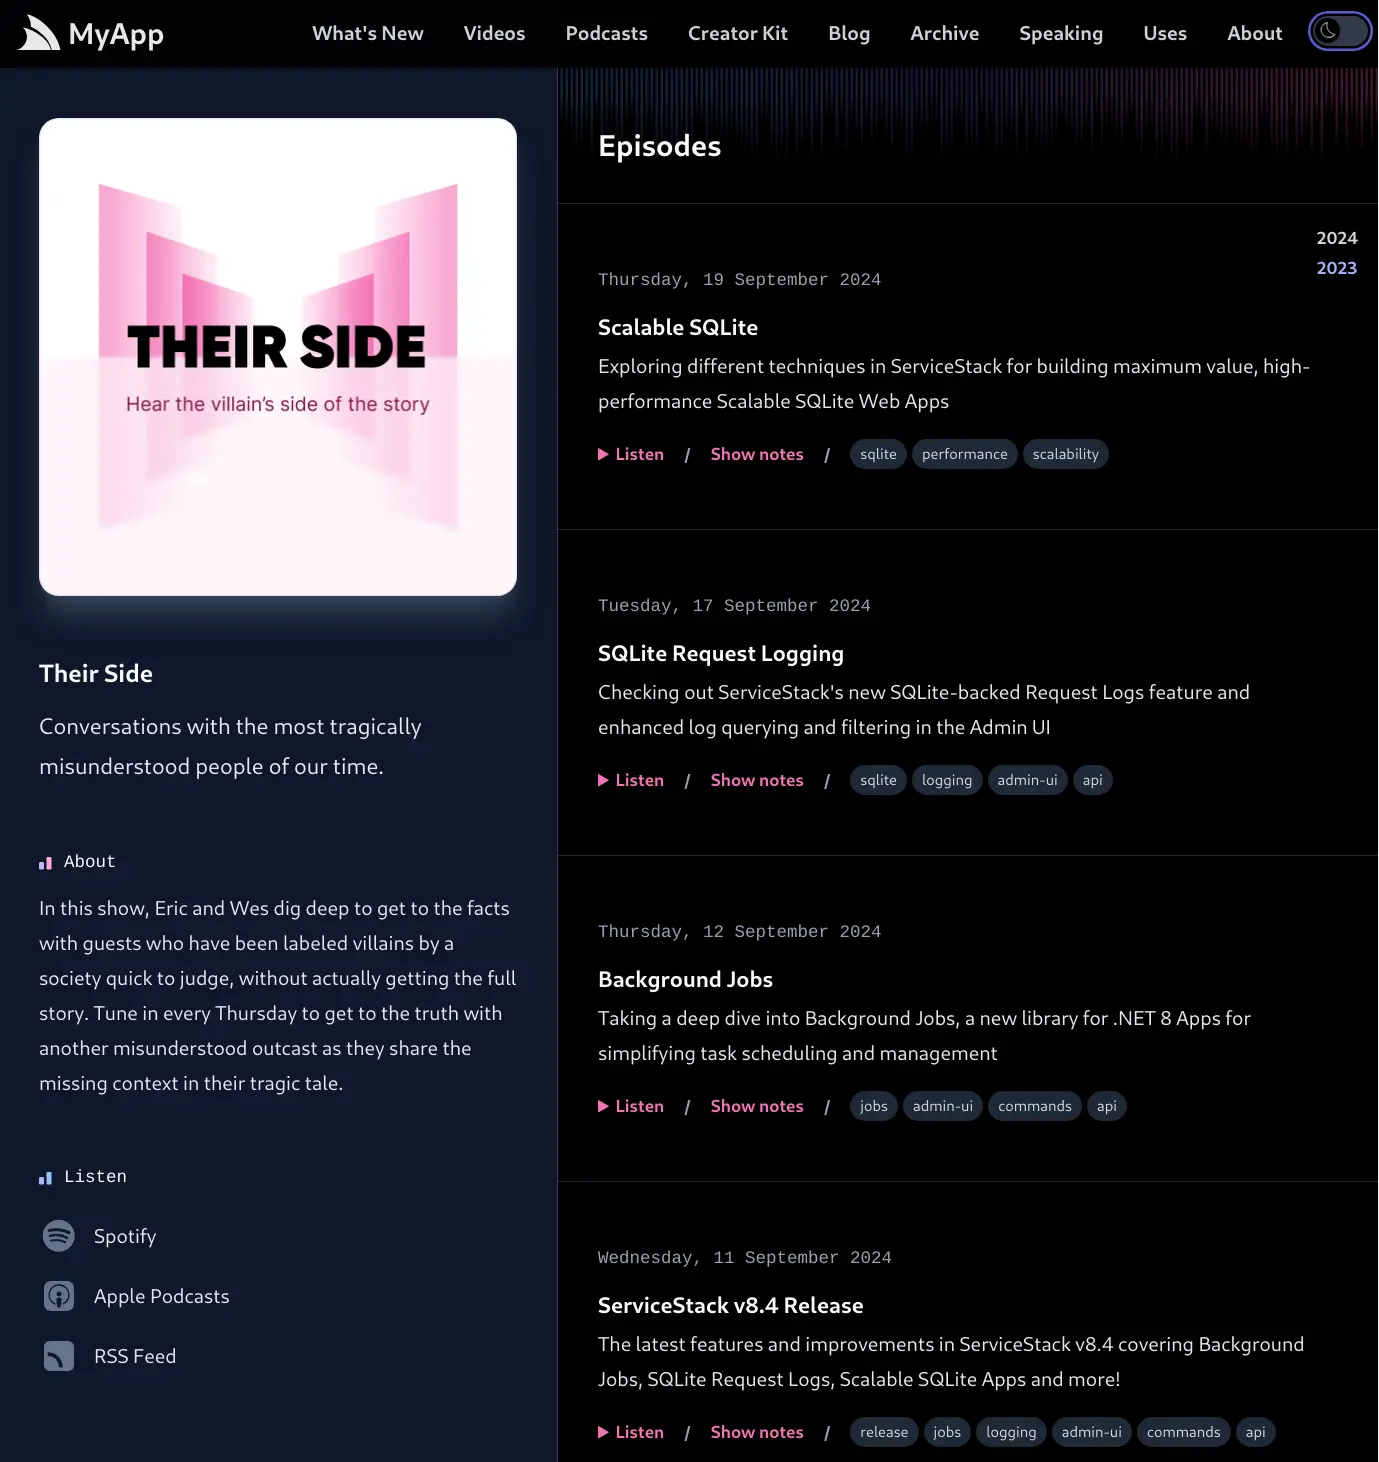 MyApp
What's New Videos Podcasts Creator Kit Blog Archive Speaking Uses About
THEIR SIDE
Hear the villain's side of the story
Their Side
Conversations with the most tragically
misunderstood people of our time.
About
In this show, Eric and Wes dig deep to get to the facts
with guests who have been labeled villains by a
society quick to judge, without actually getting the full
story. Tune in every Thursday to get to the truth with
another misunderstood outcast as they share the
missing context in their tragic tale.
Listen
Spotify
Apple Podcasts
RSS Feed
Episodes
2024
2023
Thursday, 19 September 2024
Scalable SQLite
Exploring different techniques in ServiceStack for building maximum value, high-
performance Scalable SQLite Web Apps
Listen / Show notes / sqlite performance scalability
Tuesday, 17 September 2024
SQLite Request Logging
Checking out ServiceStack's new SQLite-backed Request Logs feature and
enhanced log querying and filtering in the Admin UI
Listen / Show notes / sqlite logging admin-ui api
Thursday, 12 September 2024
Background Jobs
Taking a deep dive into Background Jobs, a new library for .NET 8 Apps for
simplifying task scheduling and management
Listen / Show notes / jobs admin-ui commands api
Wednesday, 11 September 2024
ServiceStack v8.4 Release
The latest features and improvements in ServiceStack v8.4 covering Background
Jobs, SQLite Request Logs, Scalable SQLite Apps and more!
Listen / Show notes / release jobs logging admin-ui commands api